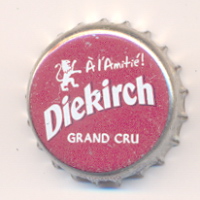 À l'Amitié!
Diekirch
GRAND CRU